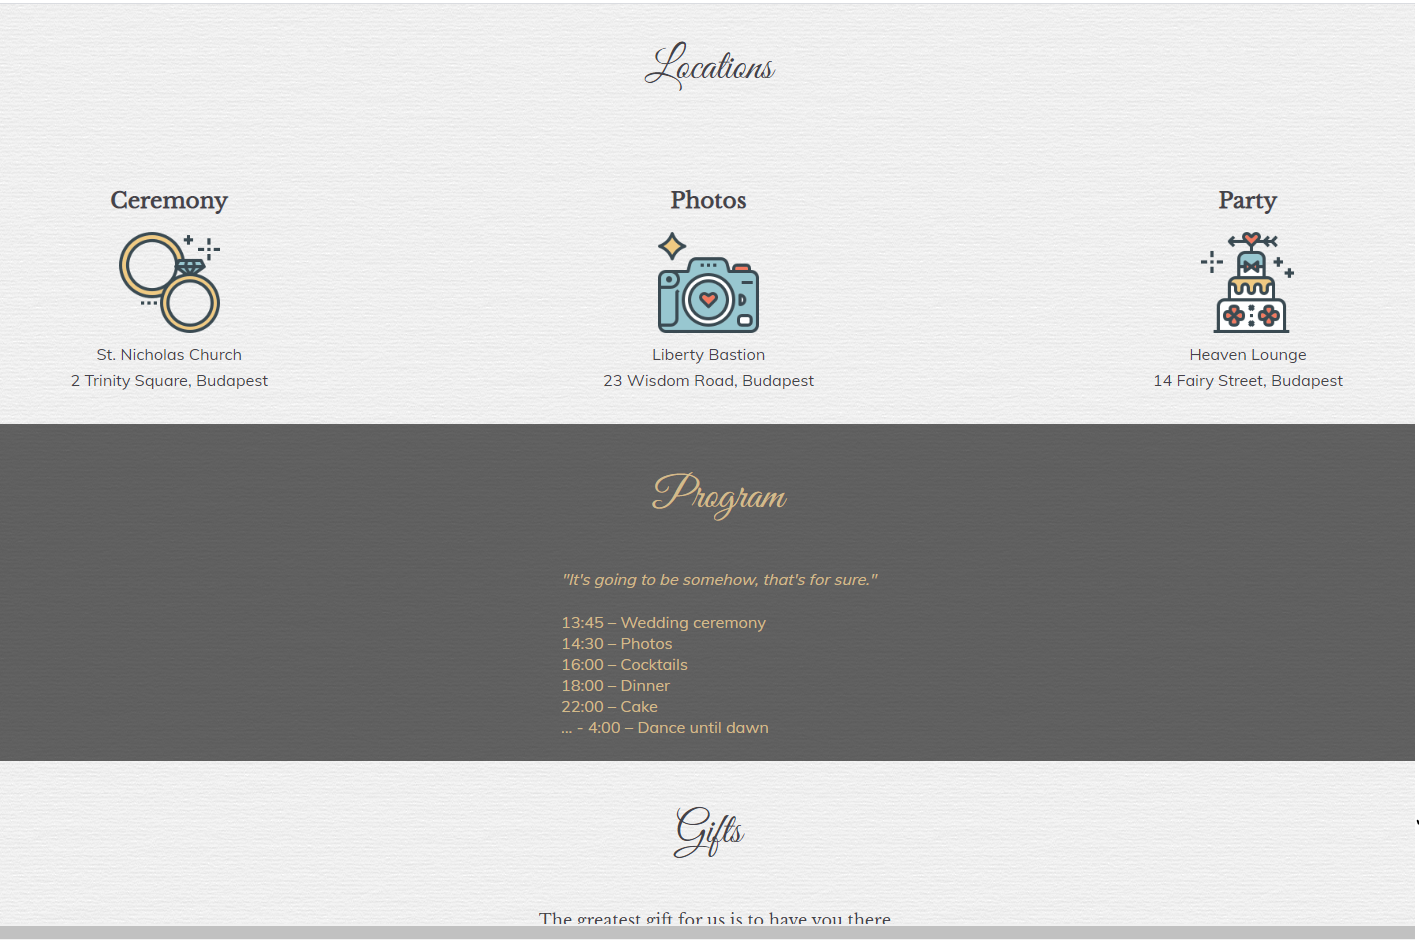 Locations
Ceremony
Photos
Party
St. Nicholas Church
2 Trinity Square, Budapest
Liberty Bastion
23 Wisdom Road, Budapest
Heaven Lounge
14 Fairy Street, Budapest
Program
"It's going to be somehow, that's for sure."
13:45 – Wedding ceremony
14:30 – Photos
16:00 – Cocktails
18:00 – Dinner
22:00 – Cake
... - 4:00 – Dance until dawn
Gifts
The greatest gift for us is to have you there